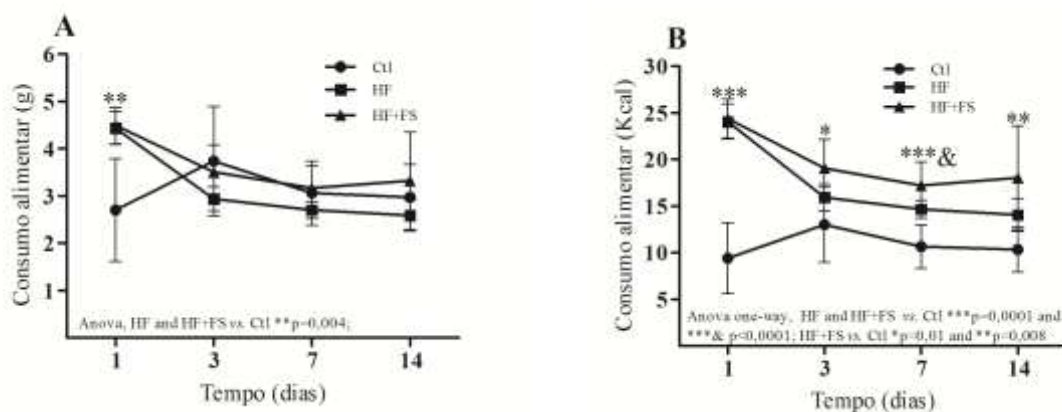 A
Consumo alimentar (g)
6
5
4
3
2
1
**
Ctl
HF
HF+FS
Anova, HF and HF+FS vs. Ctl **p=0,004;
1 3 7 14
Tempo (dias)
B
Consumo alimentar (Kcal)
30
25
20
15
10
5
***
*
***&
**
Ctl
HF
HF+FS
Anova one-way, HF and HF+FS vs. Ctl ***p=0,0001 and
***& p<0,0001; HF+FS vs. Ctl *p=0,01 and **p=0,008
1 3 7 14
Tempo (dias)